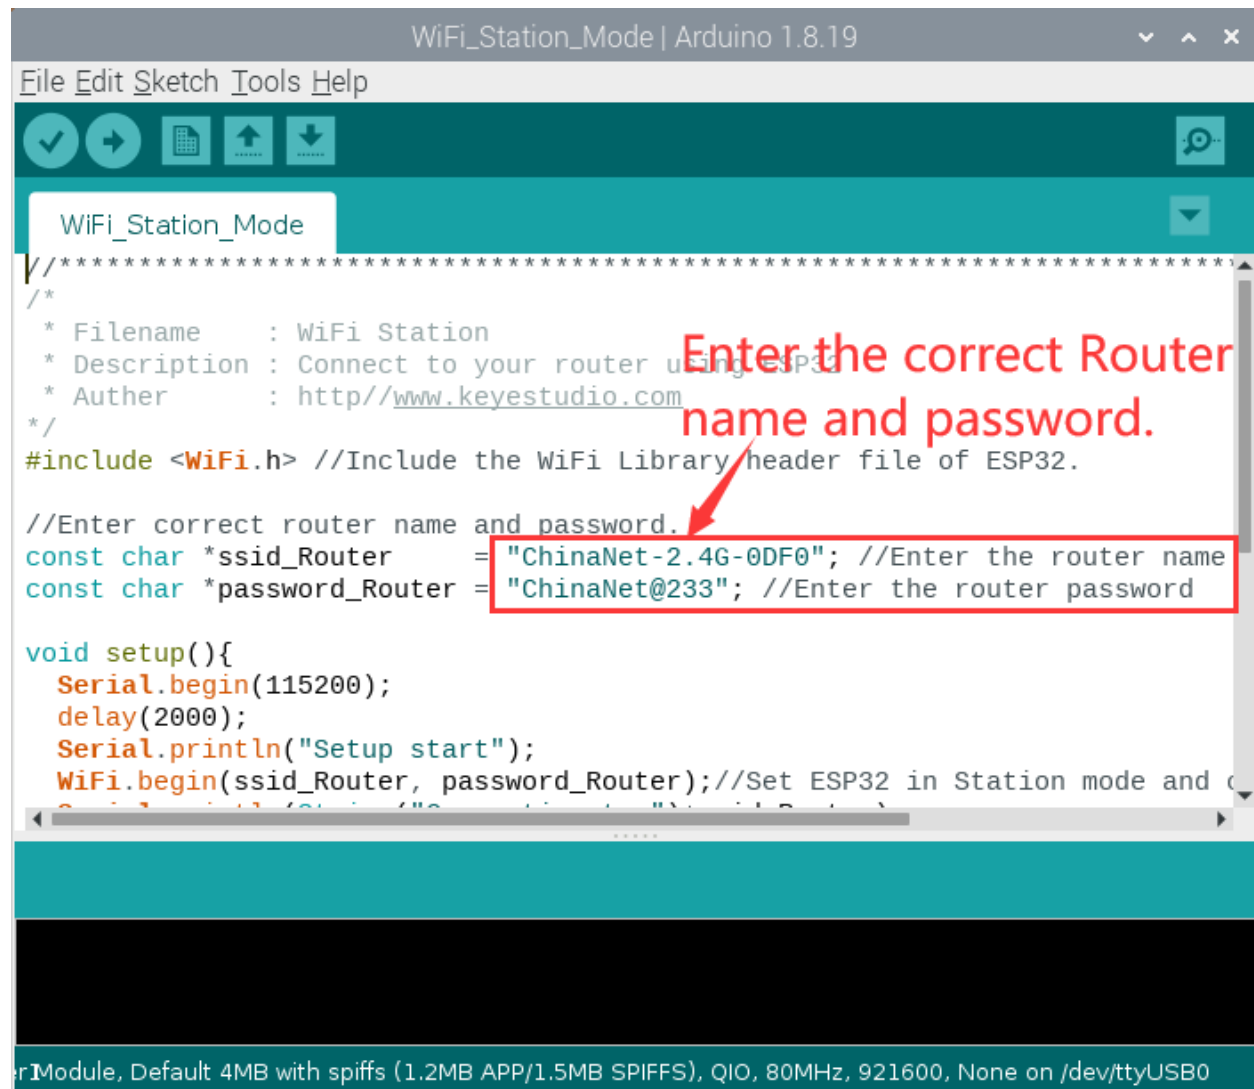 WiFi_Station_Mode | Arduino 1.8.19
File Edit Sketch Tools Help
WiFi_Station_Mode
//**************************************************************************
/*
 * Filename    : WiFi Station
 * Description : Connect to your router using ESP32
 * Auther      : http//www.keyestudio.com
*/
Enter the correct Router
name and password.
#include <WiFi.h> //Include the WiFi Library header file of ESP32.
//Enter correct router name and password.
const char *ssid_Router     = "ChinaNet-2.4G-0DF0"; //Enter the router name
const char *password_Router = "ChinaNet@233"; //Enter the router password
void setup(){
  Serial.begin(115200);
  delay(2000);
  Serial.println("Setup start");
  WiFi.begin(ssid_Router, password_Router);//Set ESP32 in Station mode and
Module, Default 4MB with spiffs (1.2MB APP/1.5MB SPIFFS), QIO, 80MHz, 921600, None on /dev/ttyUSB0